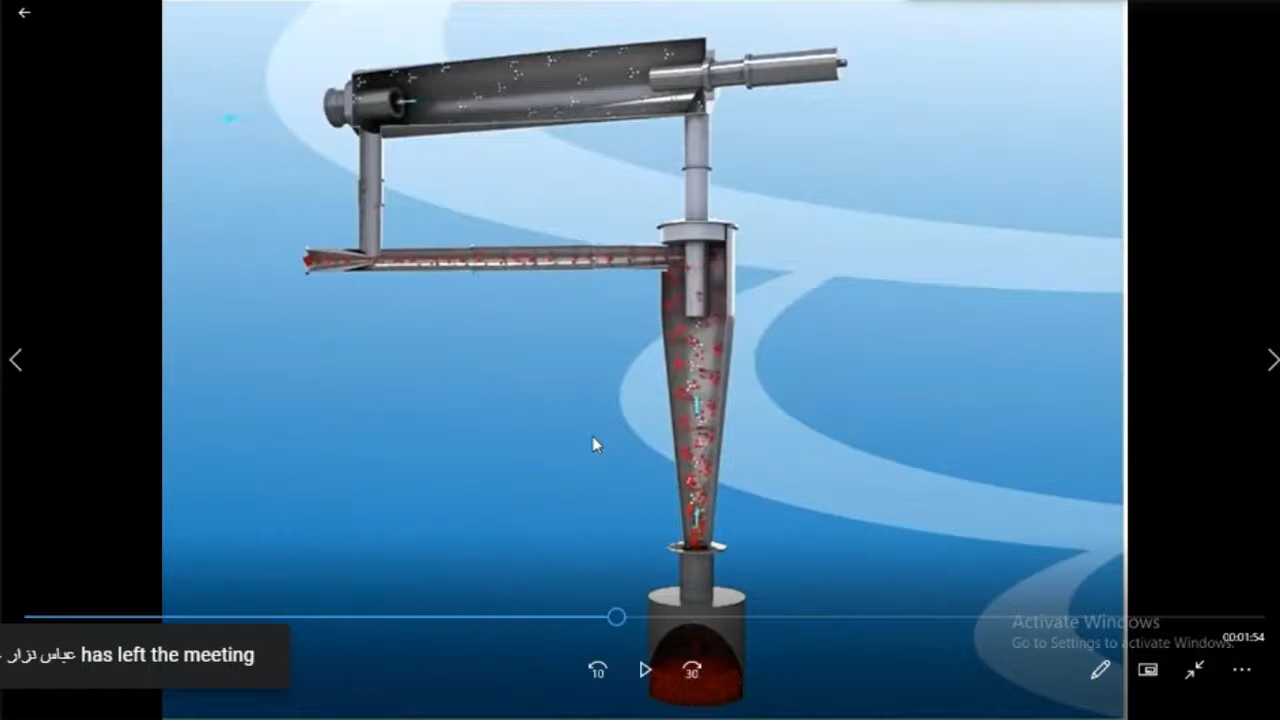 Activate Windows
Go to Settings to activate Windows.
00:01:54
عباس نزار has left the meeting
10
30